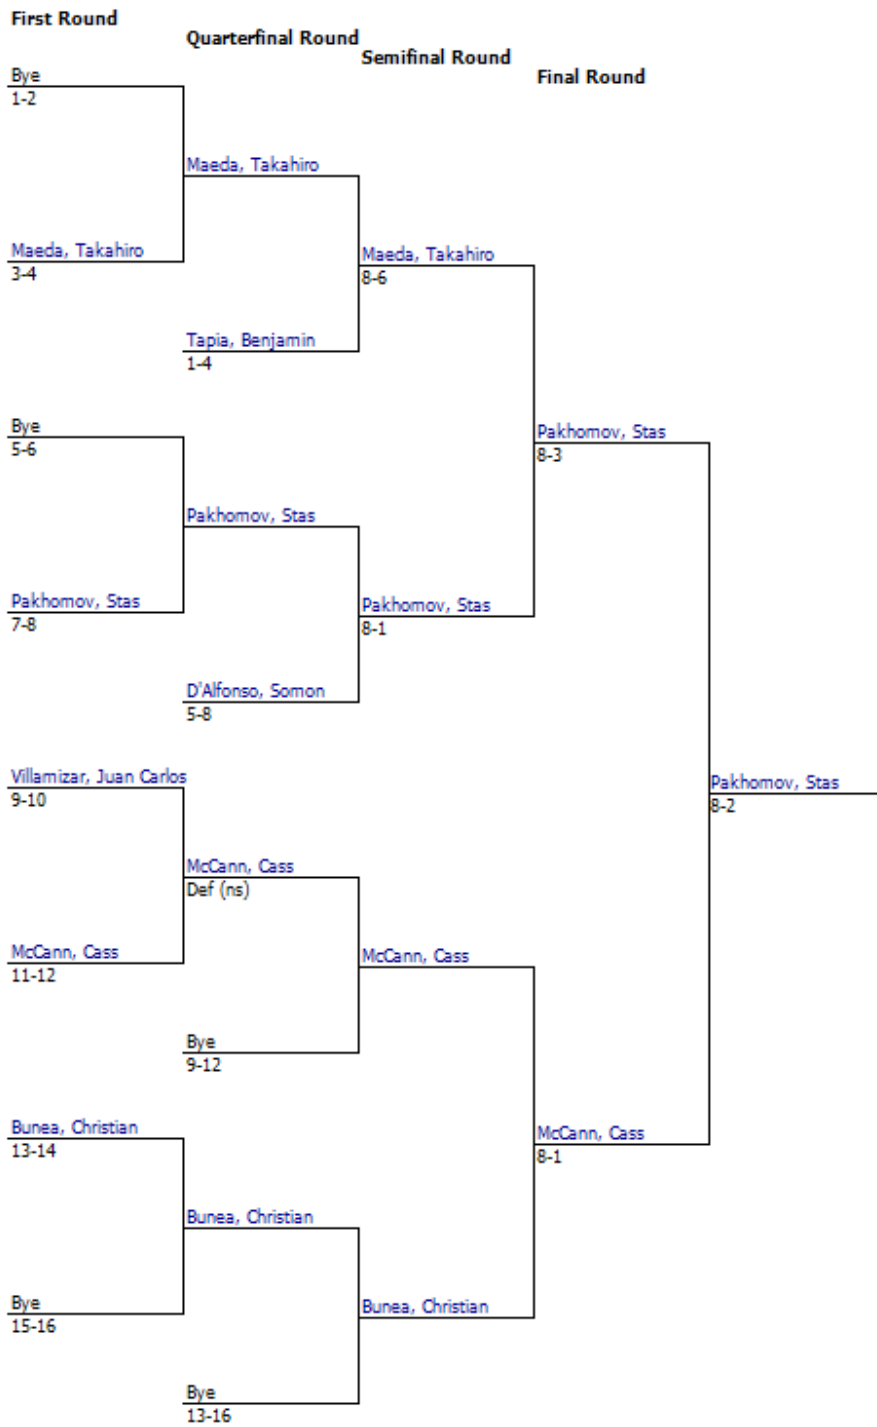 First Round
Quarterfinal Round
Semifinal Round
Final Round
Bye
1-2
Maeda, Takahiro
Maeda, Takahiro
3-4
Maeda, Takahiro
8-6
Tapia, Benjamin
1-4
Bye
5-6
Pakhomov, Stas
8-3
Pakhomov, Stas
Pakhomov, Stas
7-8
Pakhomov, Stas
8-1
D'Alfonso, Somon
5-8
Villamizar, Juan Carlos
9-10
Pakhomov, Stas
8-2
McCann, Cass
Def (ns)
McCann, Cass
11-12
McCann, Cass
Bye
9-12
Bunea, Christian
13-14
McCann, Cass
8-1
Bunea, Christian
Bye
15-16
Bunea, Christian
Bye
13-16